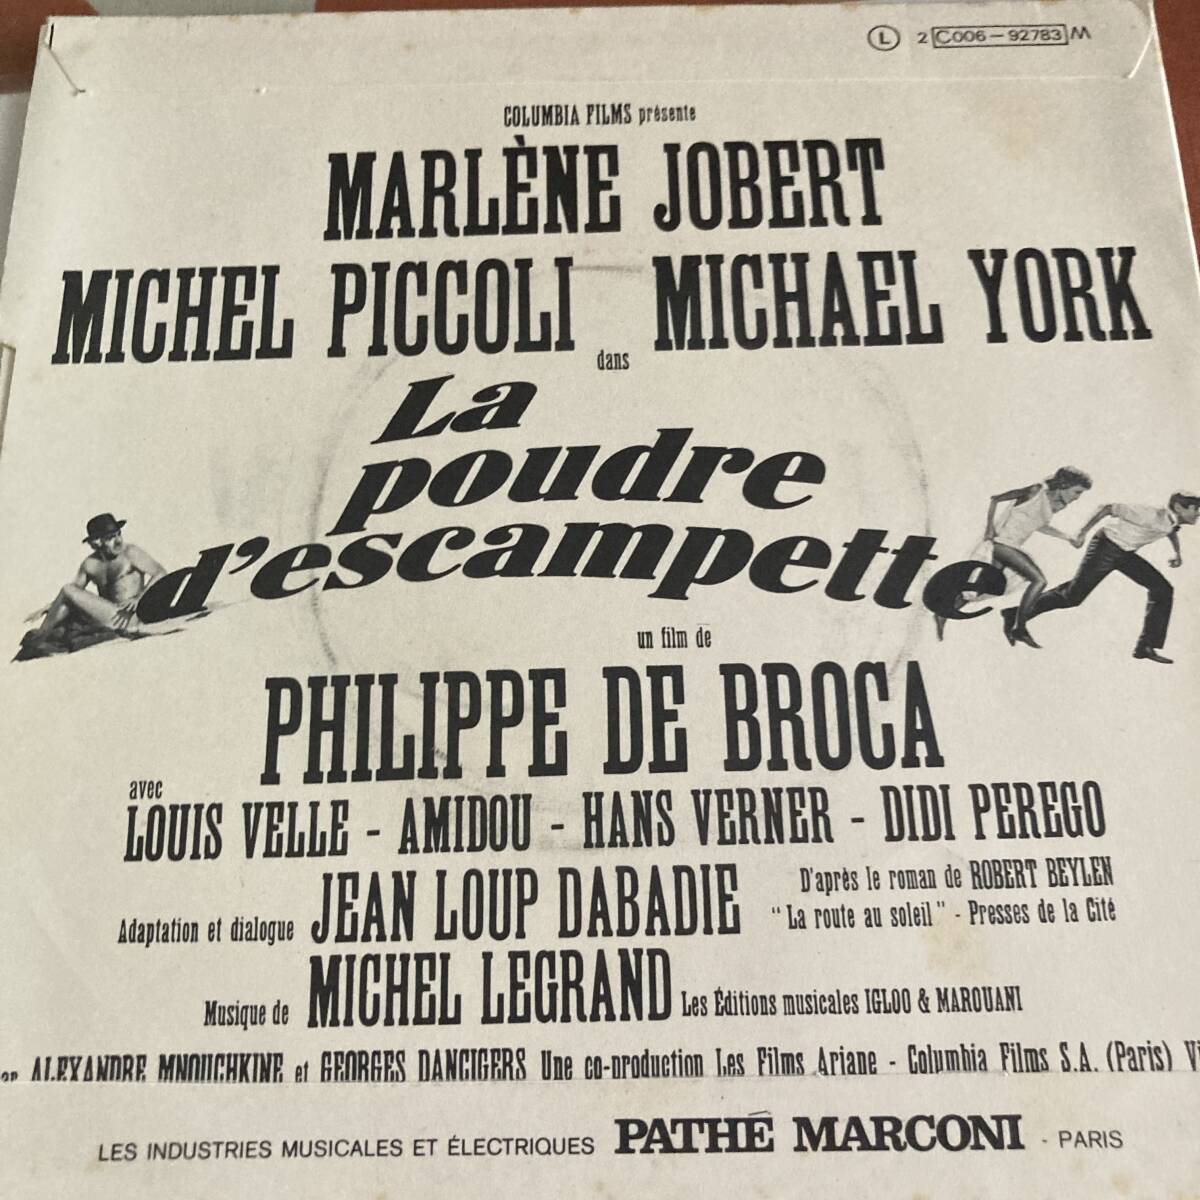 Ⓛ 2 C006-92783 M
COLUMBIA FILMS présente
MARLÈNE JOBERT
MICHEL PICCOLI dans MICHAEL YORK
La
poudre
d'escampette
un film de
PHILIPPE DE BROCA
avec
LOUIS VELLE - AMIDOU - HANS VERNER - DIDI PEREGO
Adaptation et dialogue JEAN LOUP DABADIE D'après le roman de ROBERT BEYLEN
"La route au soleil" - Presses de la Cité
Musique de MICHEL LEGRAND Les Éditions musicales IGLOO & MAROUANI
ALEXANDRE MNOUCHKINE et GEORGES DANCIGERS Une co-production Les Films Ariane - Columbia Films S.A. (Paris)
LES INDUSTRIES MUSICALES ET ÉLECTRIQUES PATHÉ MARCONI - PARIS